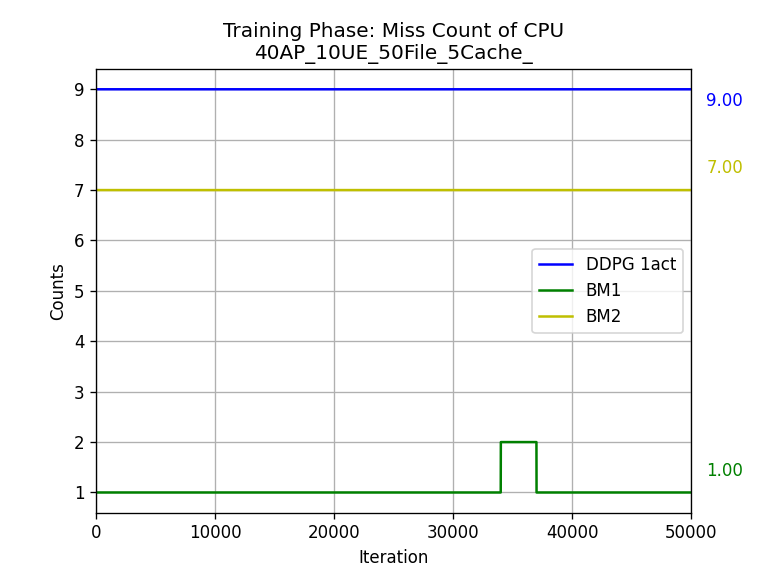 Training Phase: Miss Count of CPU
40AP_10UE_50File_5Cache_
9
8
7
6
5
4
3
2
1
Counts
0
10000
20000
30000
40000
50000
Iteration
DDPG 1act
BM1
BM2
9.00
7.00
1.00